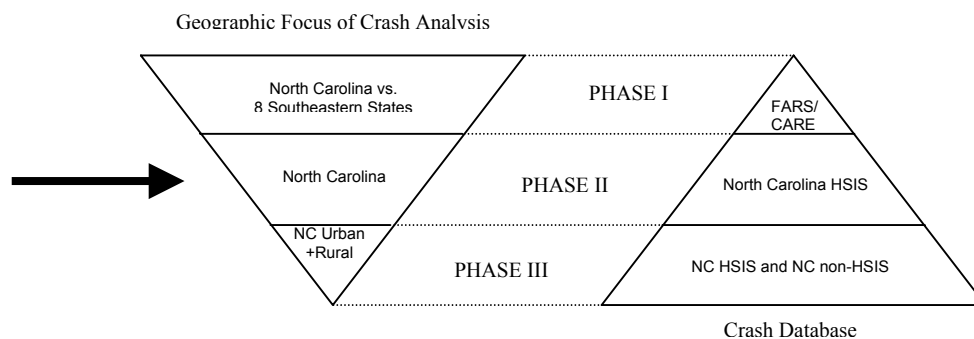 Geographic Focus of Crash Analysis
North Carolina vs.
8 Southeastern States
PHASE I
FARS/
CARE
North Carolina
PHASE II
North Carolina HSIS
NC Urban
+Rural
PHASE III
NC HSIS and NC non-HSIS
Crash Database